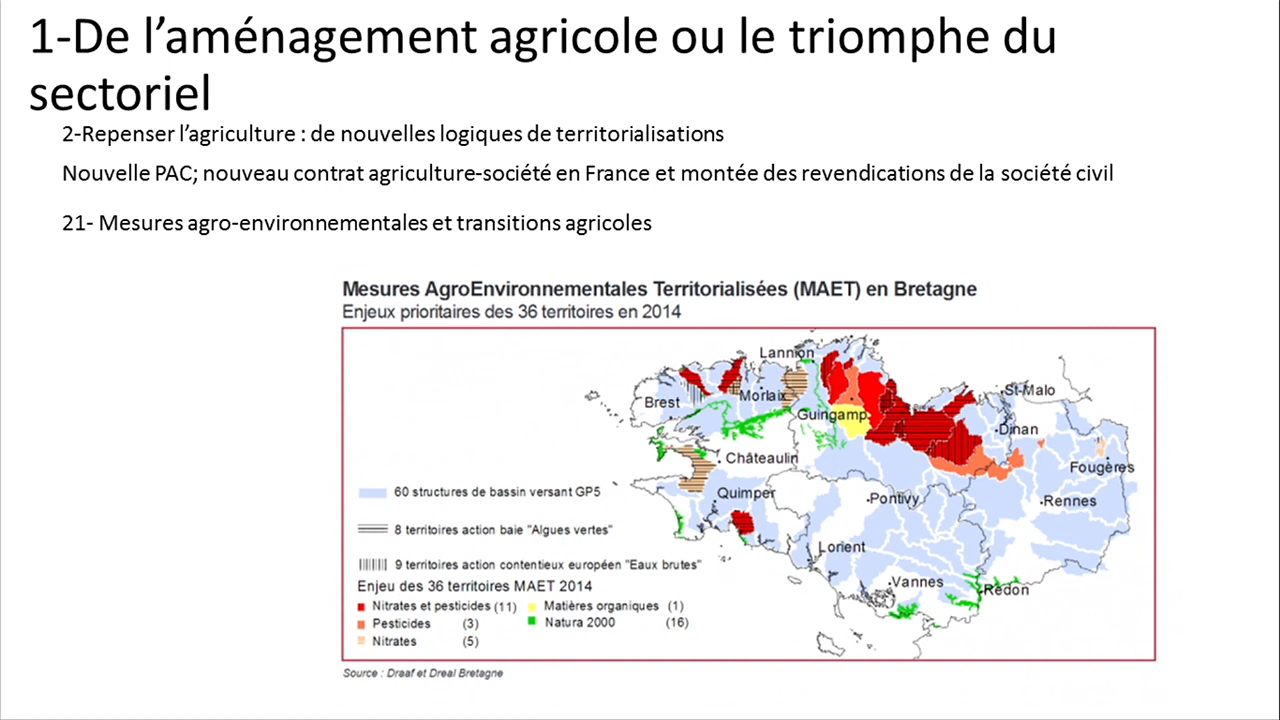 1-De l’aménagement agricole ou le triomphe du
sectoriel
2-Repenser l’agriculture : de nouvelles logiques de territorialisations
Nouvelle PAC; nouveau contrat agriculture-société en France et montée des revendications de la société civil
21- Mesures agro-environnementales et transitions agricoles
Mesures AgroEnvironnementales Territorialisées (MAET) en Bretagne
Enjeux prioritaires des 36 territoires en 2014
Lannion
St-Malo
Brest
Morlaix
Guingamp
Dinan
Châteaulin
Fougères
Quimper
Pontivy
Rennes
Lorient
Vannes
Redon
60 structures de bassin versant GP5
8 territoires action baie "Algues vertes"
9 territoires action contentieux européen "Eaux brutes"
Enjeu des 36 territoires MAET 2014
Nitrates et pesticides (11)
Matières organiques (1)
Pesticides (3)
Natura 2000 (16)
Nitrates (5)
Source : Draaf et Dreal Bretagne